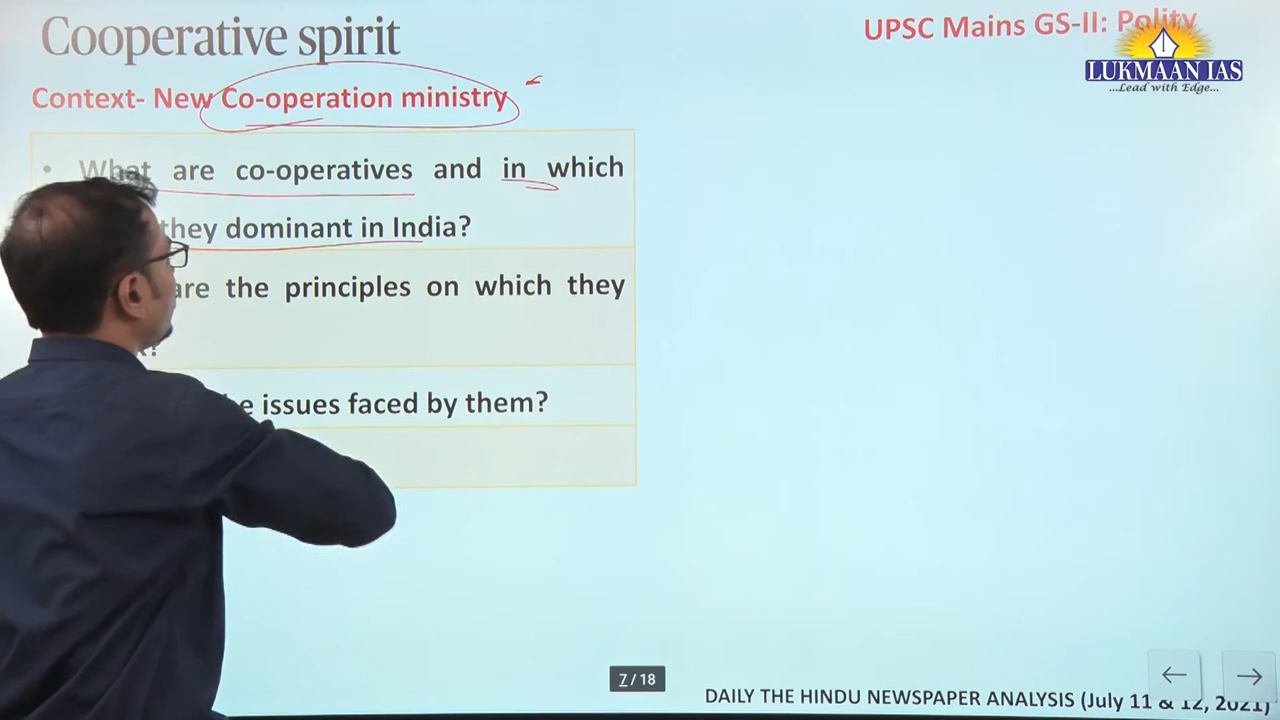 Cooperative spirit
UPSC Mains GS-II: Polity
LUKMAAN IAS
...Lead with Edge...
Context- New Co-operation ministry
• What are co-operatives and in which
they dominant in India?
are the principles on which they
issues faced by them?
7/18
DAILY THE HINDU NEWSPAPER ANALYSIS (July 11 & 12, 2021)